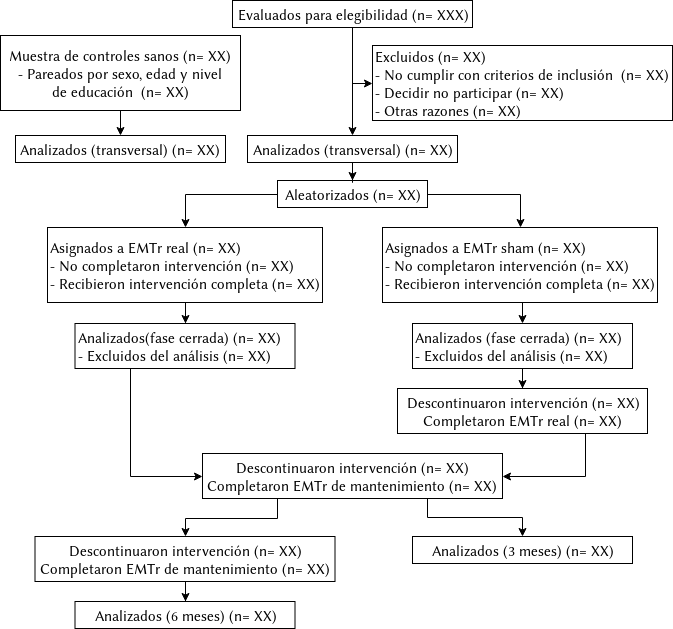 Evaluados para elegibilidad (n= XXX)
Muestra de controles sanos (n= XX)
- Pareados por sexo, edad y nivel
de educación (n= XX)
Excluidos (n= XX)
- No cumplir con criterios de inclusión (n= XX)
- Decidir no participar (n= XX)
- Otras razones (n= XX)
Analizados (transversal) (n= XX)
Analizados (transversal) (n= XX)
Aleatorizados (n= XX)
Asignados a EMTr real (n= XX)
- No completaron intervención (n= XX)
- Recibieron intervención completa (n= XX)
Asignados a EMTr sham (n= XX)
- No completaron intervención (n= XX)
- Recibieron intervención completa (n= XX)
Analizados(fase cerrada) (n= XX)
- Excluidos del análisis (n= XX)
Analizados (fase cerrada) (n= XX)
- Excluidos del análisis (n= XX)
Descontinuaron intervención (n= XX)
Completaron EMTr real (n= XX)
Descontinuaron intervención (n= XX)
Completaron EMTr de mantenimiento (n= XX)
Descontinuaron intervención (n= XX)
Completaron EMTr de mantenimiento (n= XX)
Analizados (3 meses) (n= XX)
Analizados (6 meses) (n= XX)